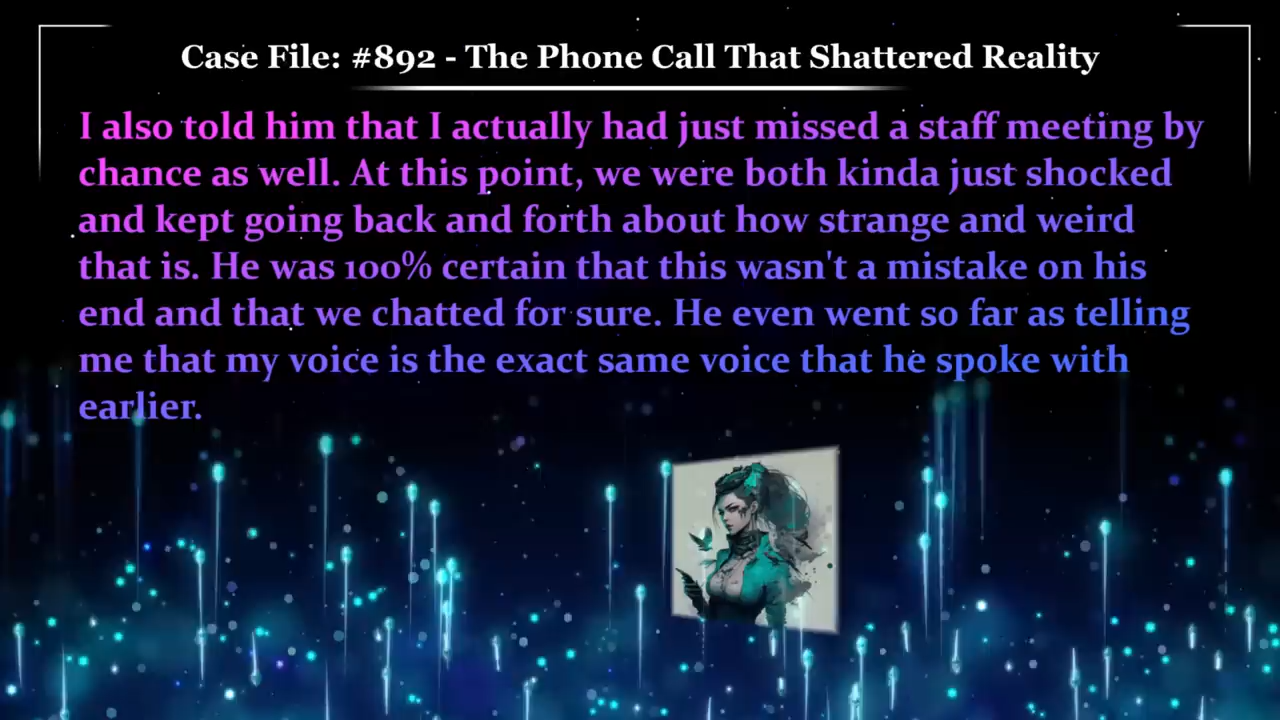 Case File: #892 - The Phone Call That Shattered Reality
I also told him that I actually had just missed a staff meeting by
chance as well. At this point, we were both kinda just shocked
and kept going back and forth about how strange and weird
that is. He was 100% certain that this wasn't a mistake on his
end and that we chatted for sure. He even went so far as telling
me that my voice is the exact same voice that he spoke with
earlier.